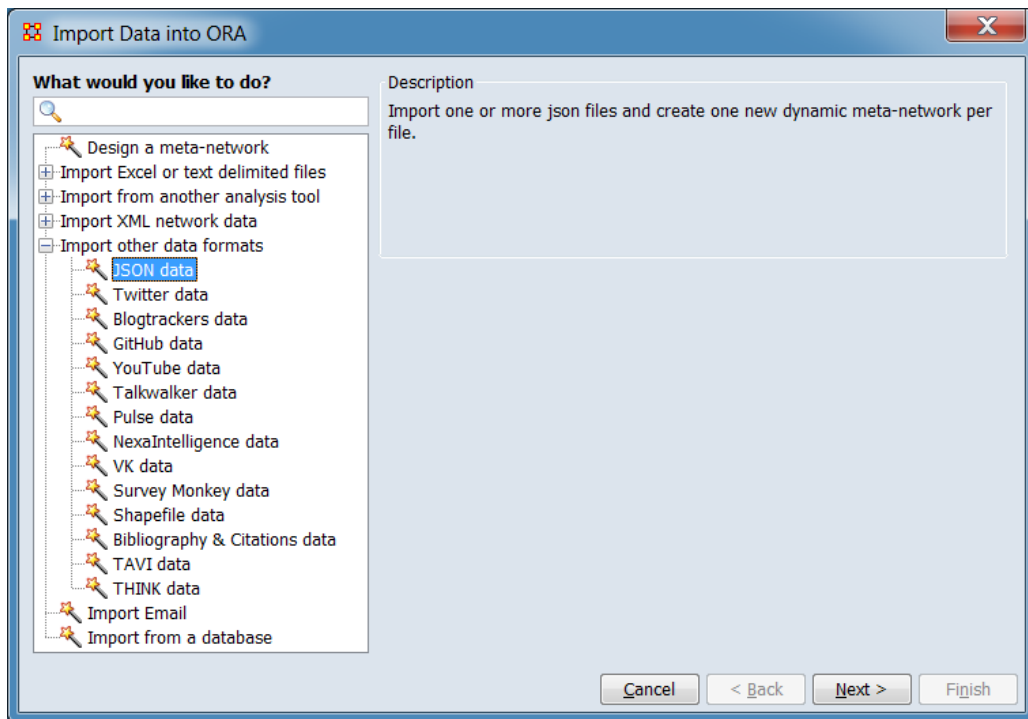 Import Data into ORA
What would you like to do?
Design a meta-network
Import Excel or text delimited files
Import from another analysis tool
Import XML network data
Import other data formats
JSON data
Twitter data
Blogtrackers data
GitHub data
YouTube data
Talkwalker data
Pulse data
NexaIntelligence data
VK data
Survey Monkey data
Shapefile data
Bibliography & Citations data
TAVI data
THINK data
Import Email
Import from a database
Description
Import one or more json files and create one new dynamic meta-network per
file.
Cancel
< Back
Next >
Finish